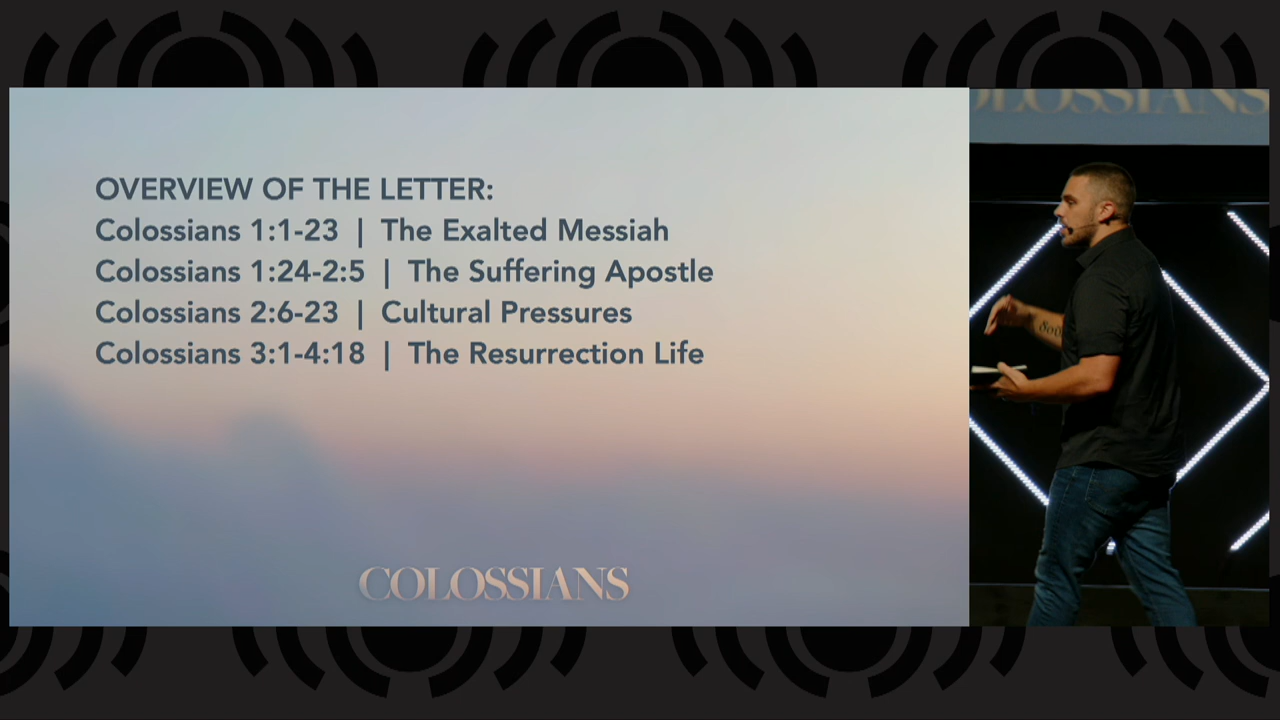 OVERVIEW OF THE LETTER:
Colossians 1:1-23 | The Exalted Messiah
Colossians 1:24-2:5 | The Suffering Apostle
Colossians 2:6-23 | Cultural Pressures
Colossians 3:1-4:18 | The Resurrection Life
COLOSSIANS
OLOSSIANS